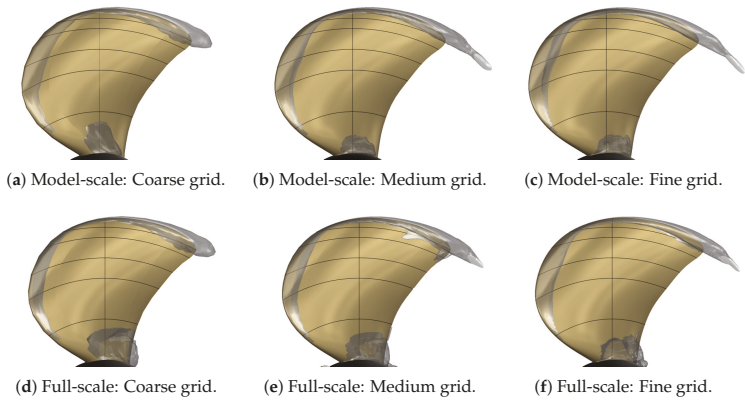 (a) Model-scale: Coarse grid.
(b) Model-scale: Medium grid.
(c) Model-scale: Fine grid.
(d) Full-scale: Coarse grid.
(e) Full-scale: Medium grid.
(f) Full-scale: Fine grid.